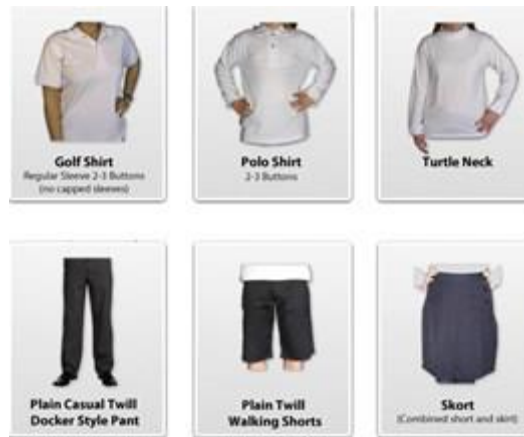 Golf Shirt
Regular Sleeve 2-3 Buttons
(no capped sleeves)
Polo Shirt
2-3 Buttons
Turtle Neck
Plain Casual Twill
Docker Style Pant
Plain Twill
Walking Shorts
Skort
(Combined short and skirt)